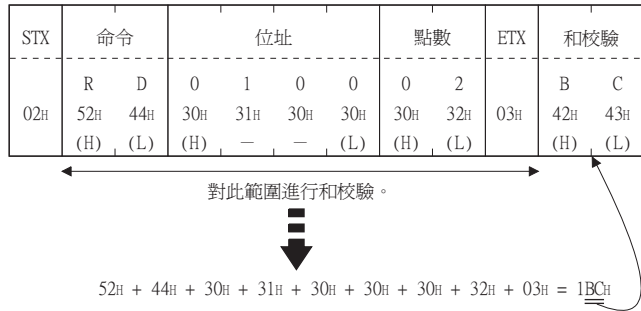 STX 命令 位址 點數 ETX 和校驗
R D 0 1 0 0 0 2 B C
02H 52H 44H 30H 31H 30H 30H 30H 32H 03H 42H 43H
(H) (L) (H) — — (L) (H) (L) (H) (L)
對此範圍進行和校驗。
52H + 44H + 30H + 31H + 30H + 30H + 30H + 32H + 03H = 1BCH